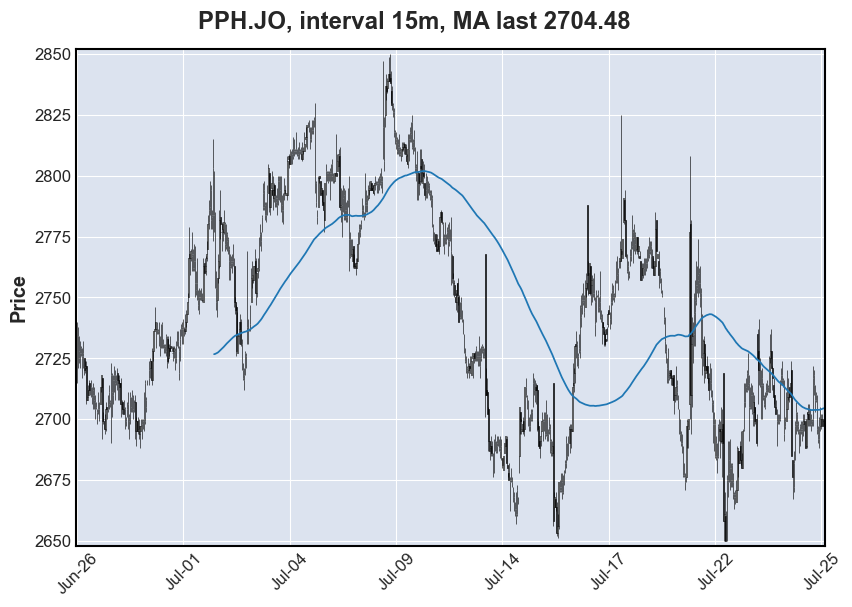 PPH.JO, interval 15m, MA last 2704.48
2850
2825
2800
2775
2750
2725
2700
2675
2650
Price
Jun-26
Jul-01
Jul-04
Jul-09
Jul-14
Jul-17
Jul-22
Jul-25